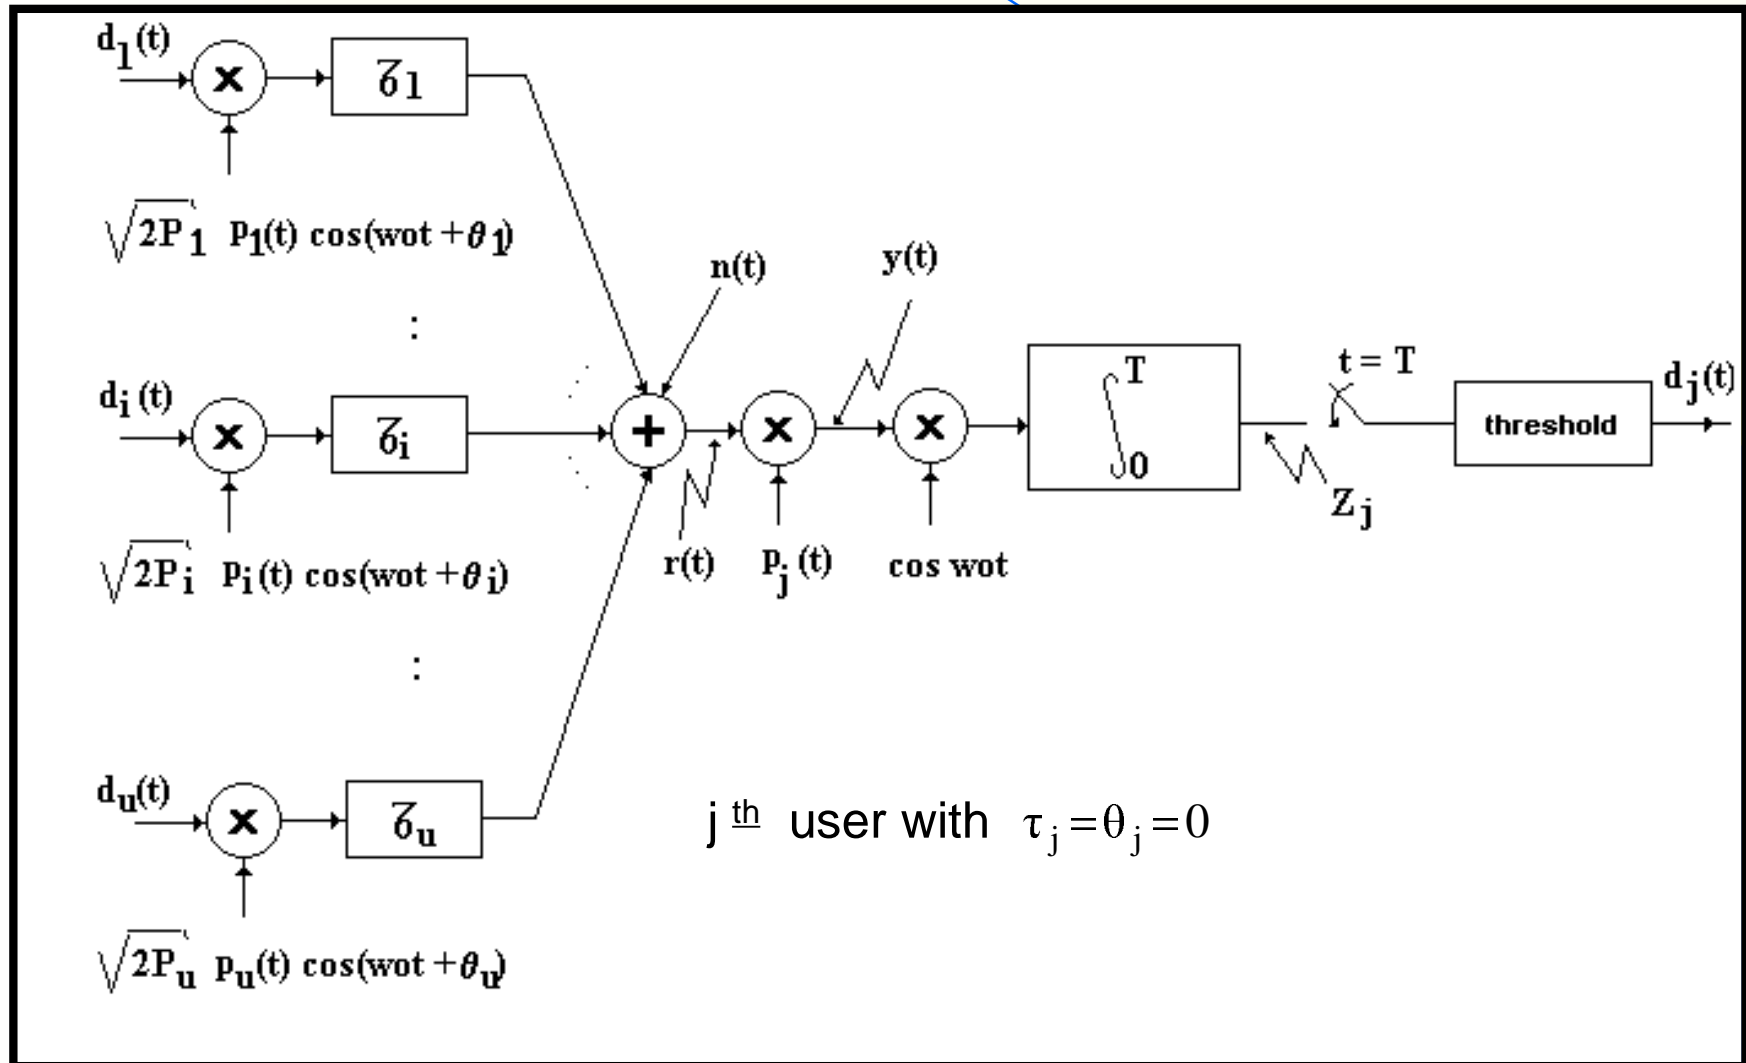 d1(t)
× 
τ1
√2P1 p1(t) cos(wot + θ1)
:
n(t)
y(t)
di(t)
×
τi
+
×
×
∫ T 0
t = T
threshold
dj(t)
Zj
√2Pi pi(t) cos(wot + θi)
r(t)
pj(t)
cos wot
:
du(t)
×
τu
j th user with τj=θj=0
√2Pu pu(t) cos(wot + θu)